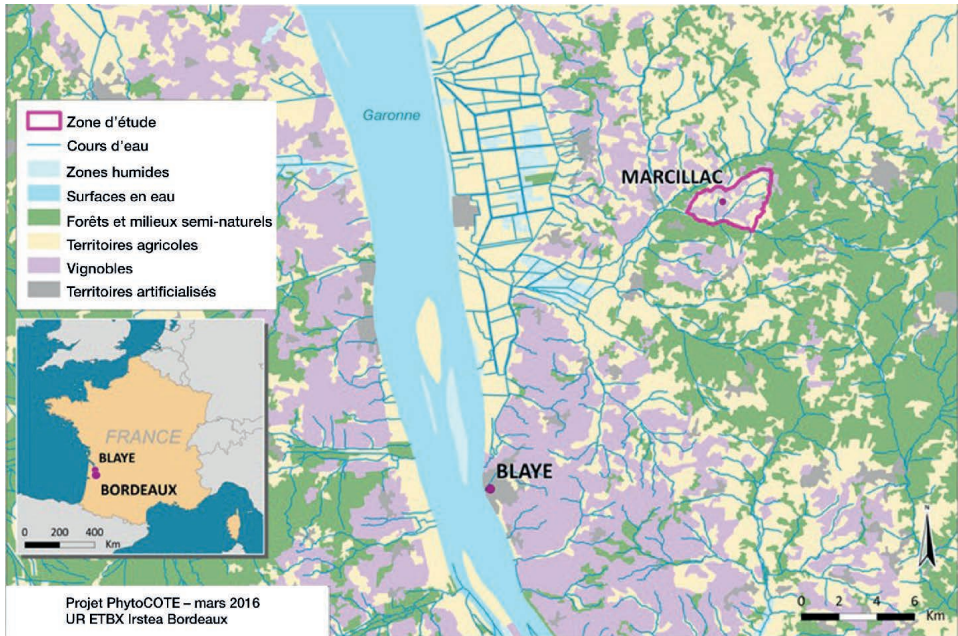 Garonne
Zone d'étude
Cours d'eau
Zones humides
Surfaces en eau
Forêts et milieux semi-naturels
Territoires agricoles
Vignobles
Territoires artificialisés
MARCILLAC
FRANCE
BLAYE
BORDEAUX
0 200 400
Km
BLAYE
N
0 2 4 6
Km
Projet PhytoCOTE – mars 2016
UR ETBX Irstea Bordeaux